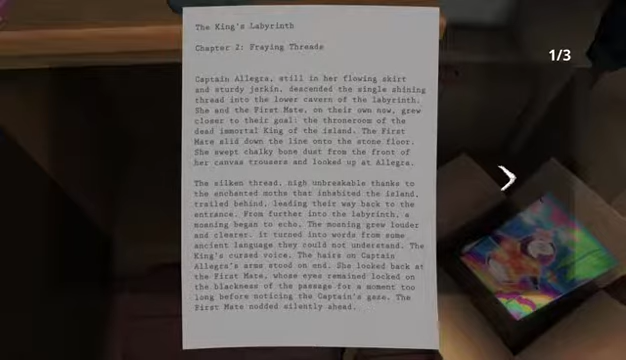 The King's Labyrinth
Chapter 2: Fraying Threads
1/3
Captain Allegra, still in her flowing skirt
and sturdy jerkin, descended the single shining
thread into the lower cavern of the labyrinth.
She and the First Mate, on their own now, grew
closer to their goal: the throneroom of the
dead immortal King of the island. The First
Mate slid down the line onto the stone floor.
She swept chalky bone dust from the front of
her canvas trousers and looked up at Allegra.
The silken thread, nigh unbreakable thanks to
the enchanted moths that inhabited the island,
trailed behind, leading their way back to the
entrance. From further into the labyrinth, a
moaning began to echo. The moaning grew louder
and clearer. it turned into words from some
ancient language they could not understand. The
King's cursed voice. The hairs on Captain
Allegra's arms stood on end. She looked back at
the First Mate, whose eyes remained locked on
the blackness of the passage for a moment too
long before noticing the Captain's gaze. The
First Mate nodded silently ahead.